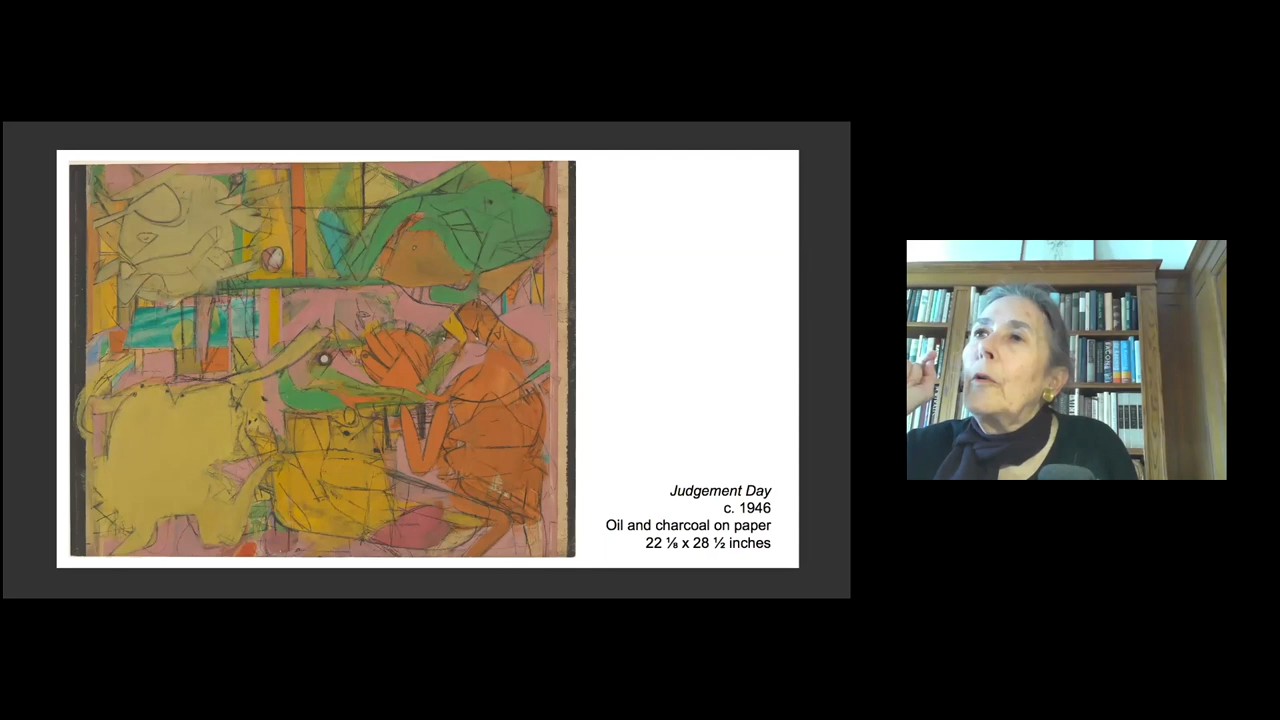 Judgement Day
c. 1946
Oil and charcoal on paper
22 ⅛ x 28 ½ inches